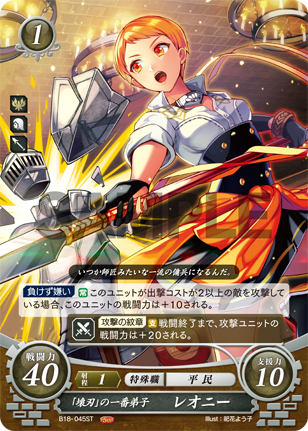 1
いつか師匠みたいな一流の傭兵になるんだ。
負けず嫌い 常 このユニットが出撃コストが2以上の敵を攻撃している場合、このユニットの戦闘力は+10される。
攻撃の紋章 支 戦闘終了まで、攻撃ユニットの戦闘力は+20される。
戦闘力
40
射程 1 特殊職 平民
支援力
10
「壊刃」の一番弟子 レオニー
B18-045ST
Illust:紀花よう子